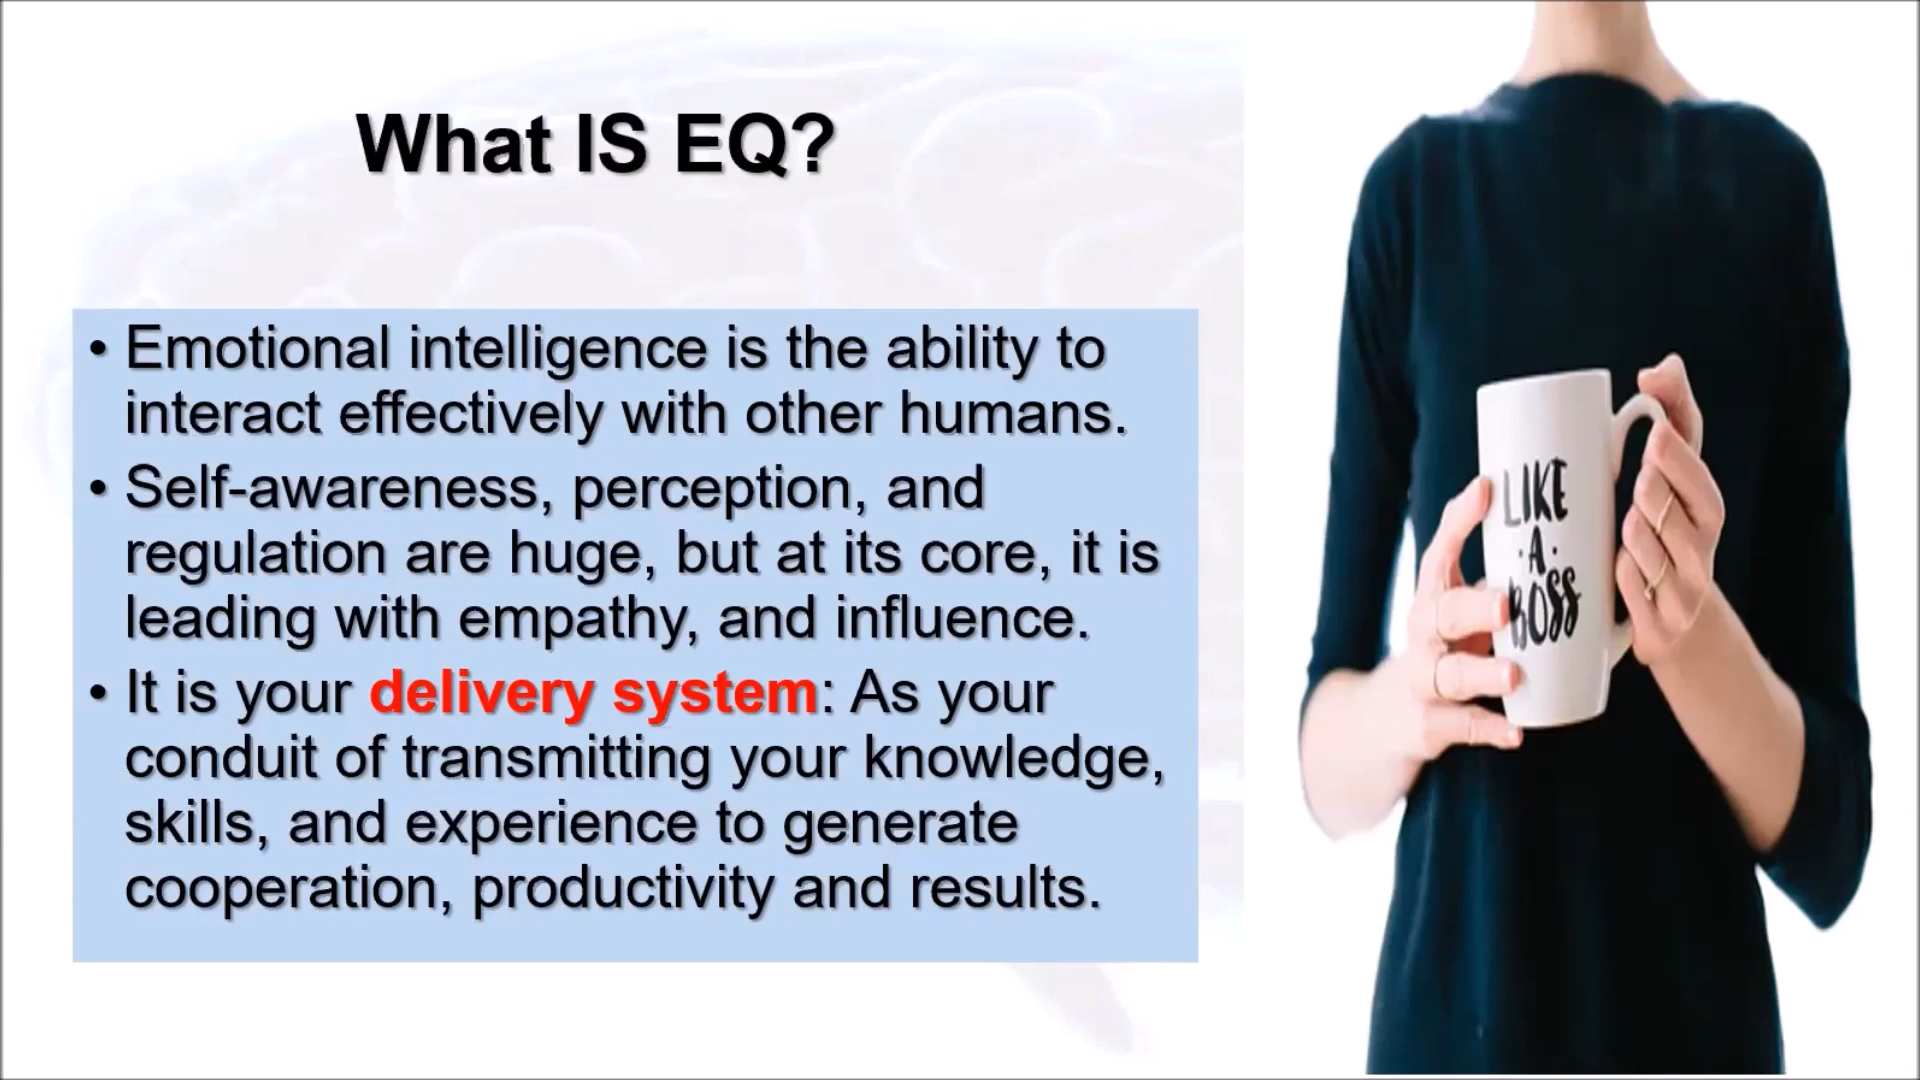 What IS EQ?
• Emotional intelligence is the ability to
interact effectively with other humans.
• Self-awareness, perception, and
regulation are huge, but at its core, it is
leading with empathy, and influence.
• It is your delivery system: As your
conduit of transmitting your knowledge,
skills, and experience to generate
cooperation, productivity and results.
LIKE
·A·
BOSS